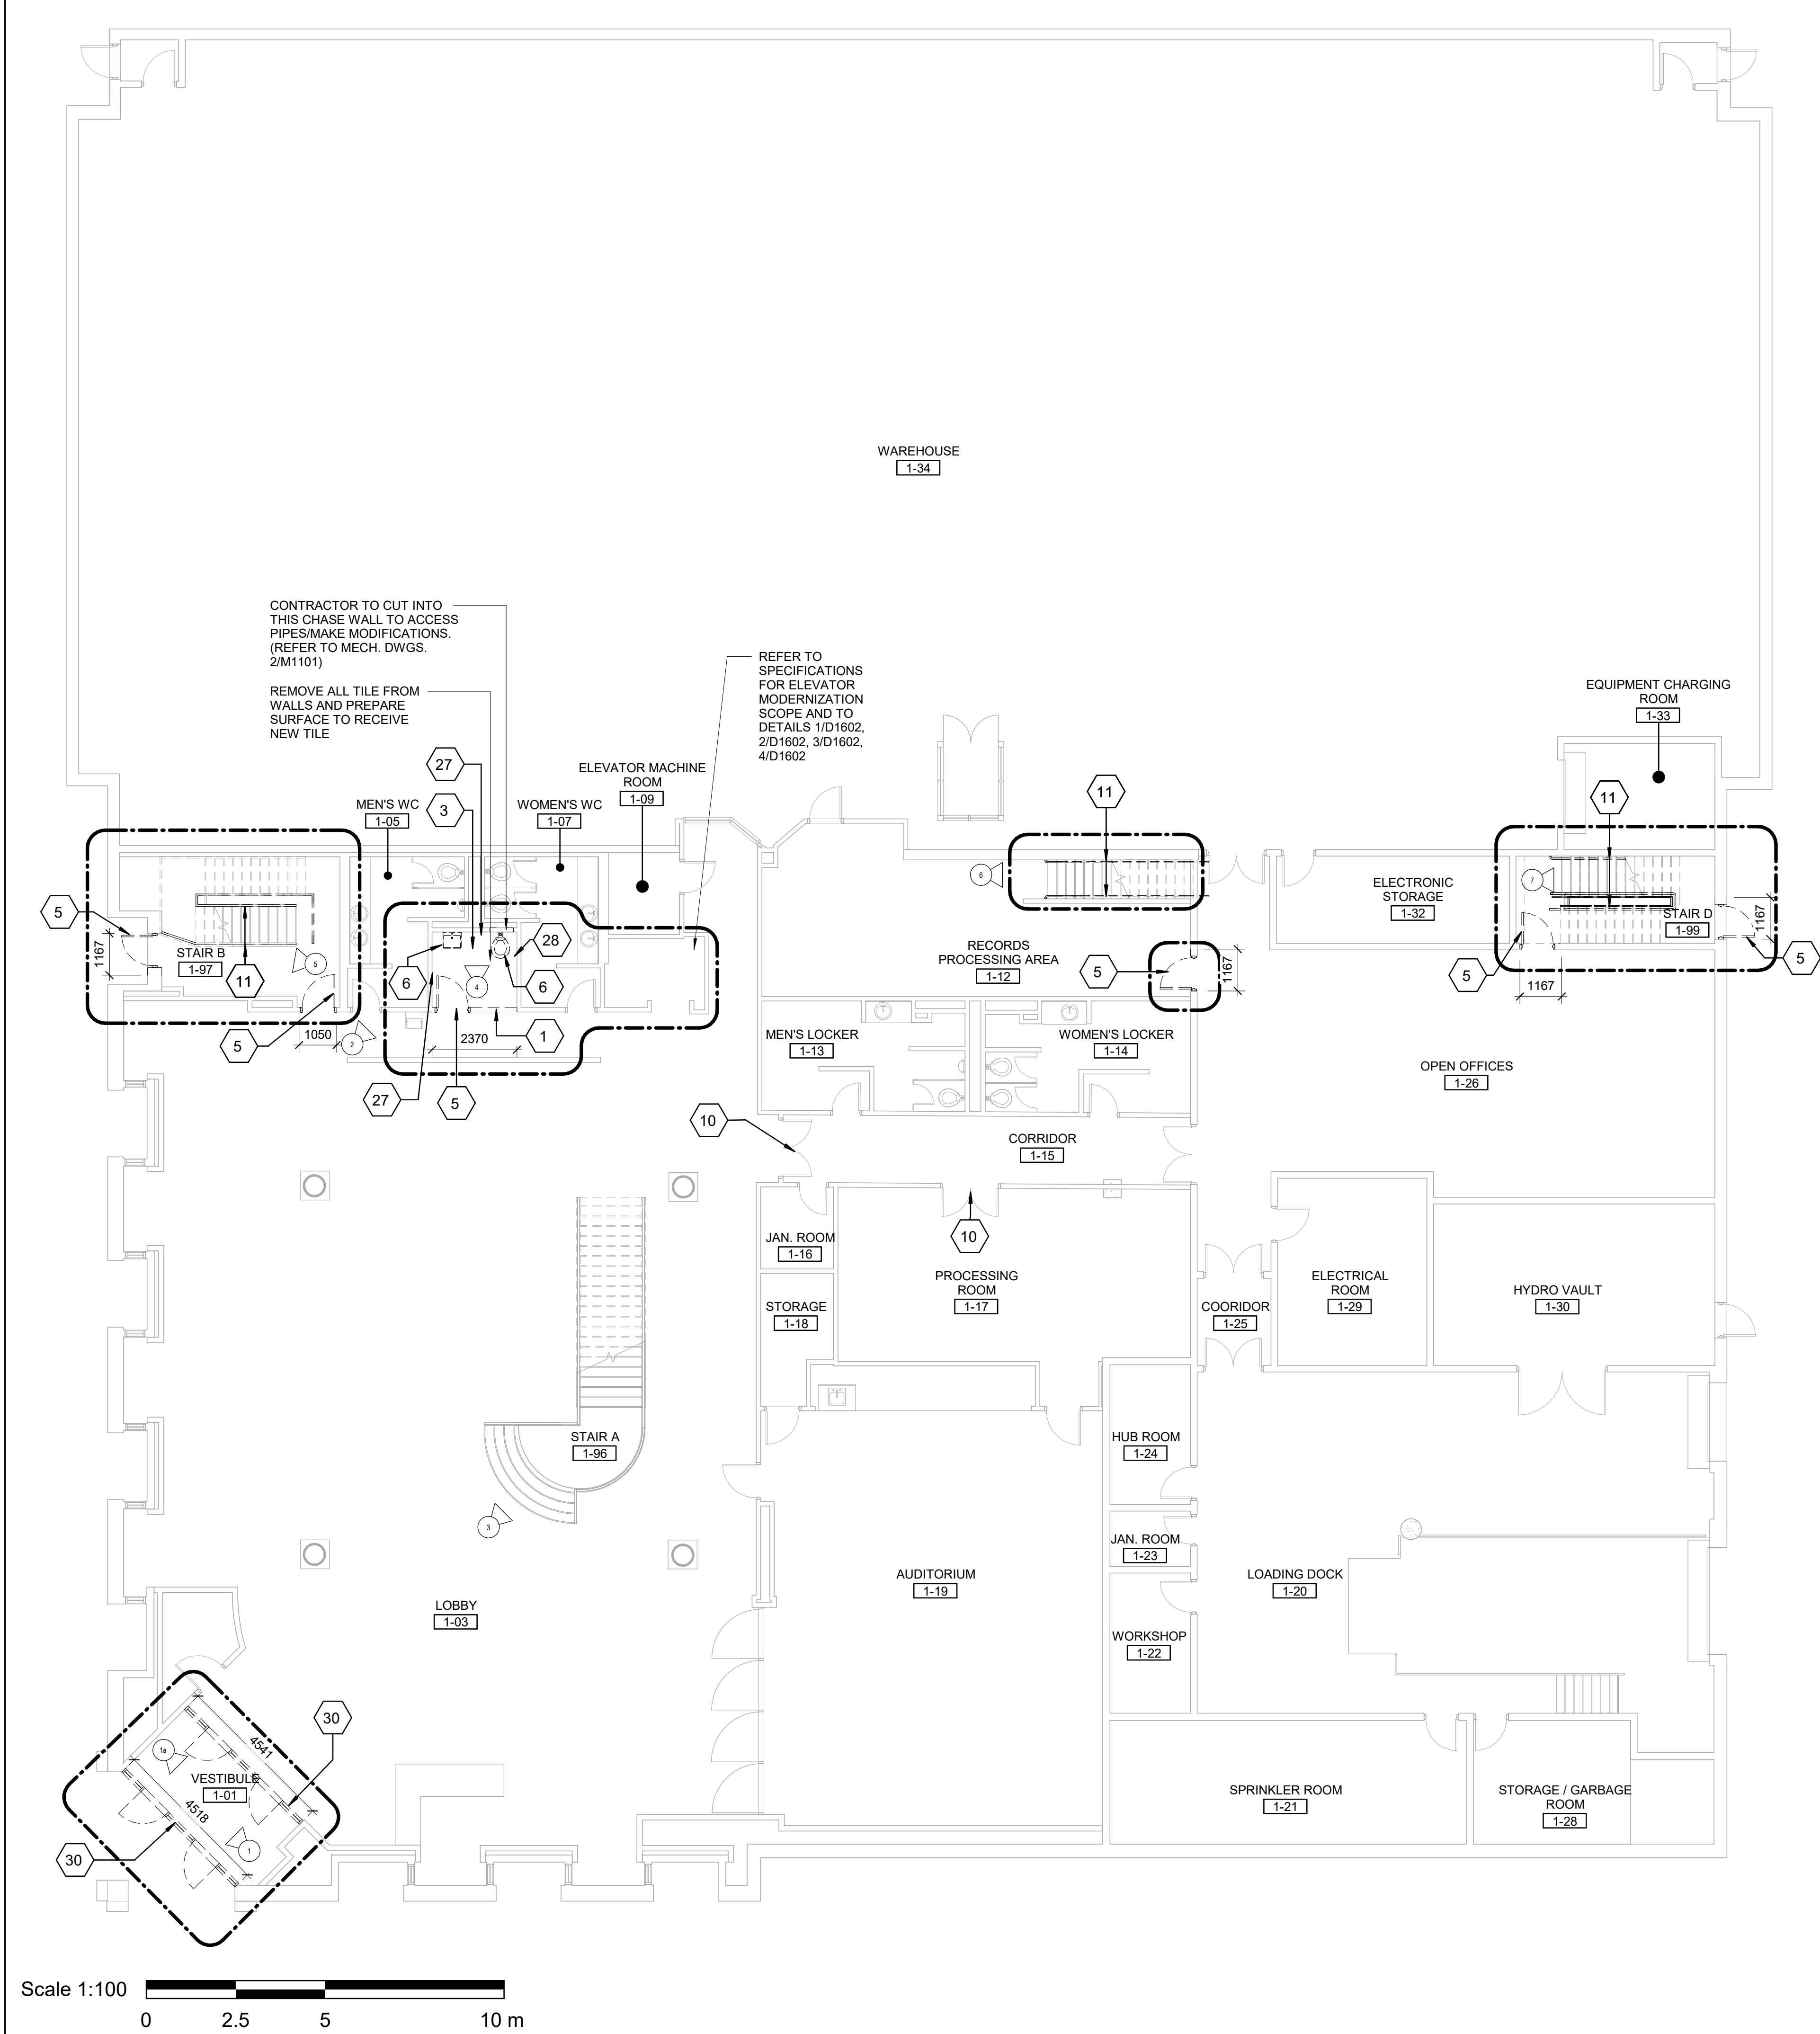 WAREHOUSE
1-34
CONTRACTOR TO CUT INTO
THIS CHASE WALL TO ACCESS
PIPES/MAKE MODIFICATIONS.
(REFER TO MECH. DWGS.
2/M1101)
REMOVE ALL TILE FROM
WALLS AND PREPARE
SURFACE TO RECEIVE
NEW TILE
REFER TO
SPECIFICATIONS
FOR ELEVATOR
MODERNIZATION
SCOPE AND TO
DETAILS 1/D1602,
2/D1602, 3/D1602,
4/D1602
EQUIPMENT CHARGING
ROOM
1-33
27
3
ELEVATOR MACHINE
ROOM
1-09
MEN'S WC
1-05
WOMEN'S WC
1-07
11
11
6
7
ELECTRONIC
STORAGE
1-32
STAIR D
1-99
1167
5
5
1167
5
1167
STAIR B
1-97
11
5
5
1050
2
6
4
28
6
2370
1
27
5
RECORDS
PROCESSING AREA
1-12
5
1167
MEN'S LOCKER
1-13
WOMEN'S LOCKER
1-14
OPEN OFFICES
1-26
10
CORRIDOR
1-15
10
JAN. ROOM
1-16
PROCESSING
ROOM
1-17
STORAGE
1-18
COORIDOR
1-25
ELECTRICAL
ROOM
1-29
HYDRO VAULT
1-30
STAIR A
1-96
3
HUB ROOM
1-24
JAN. ROOM
1-23
AUDITORIUM
1-19
LOADING DOCK
1-20
LOBBY
1-03
WORKSHOP
1-22
30
4541
1a
VESTIBULE
1-01
4518
1
30
SPRINKLER ROOM
1-21
STORAGE / GARBAGE
ROOM
1-28
Scale 1:100
0 2.5 5 10 m